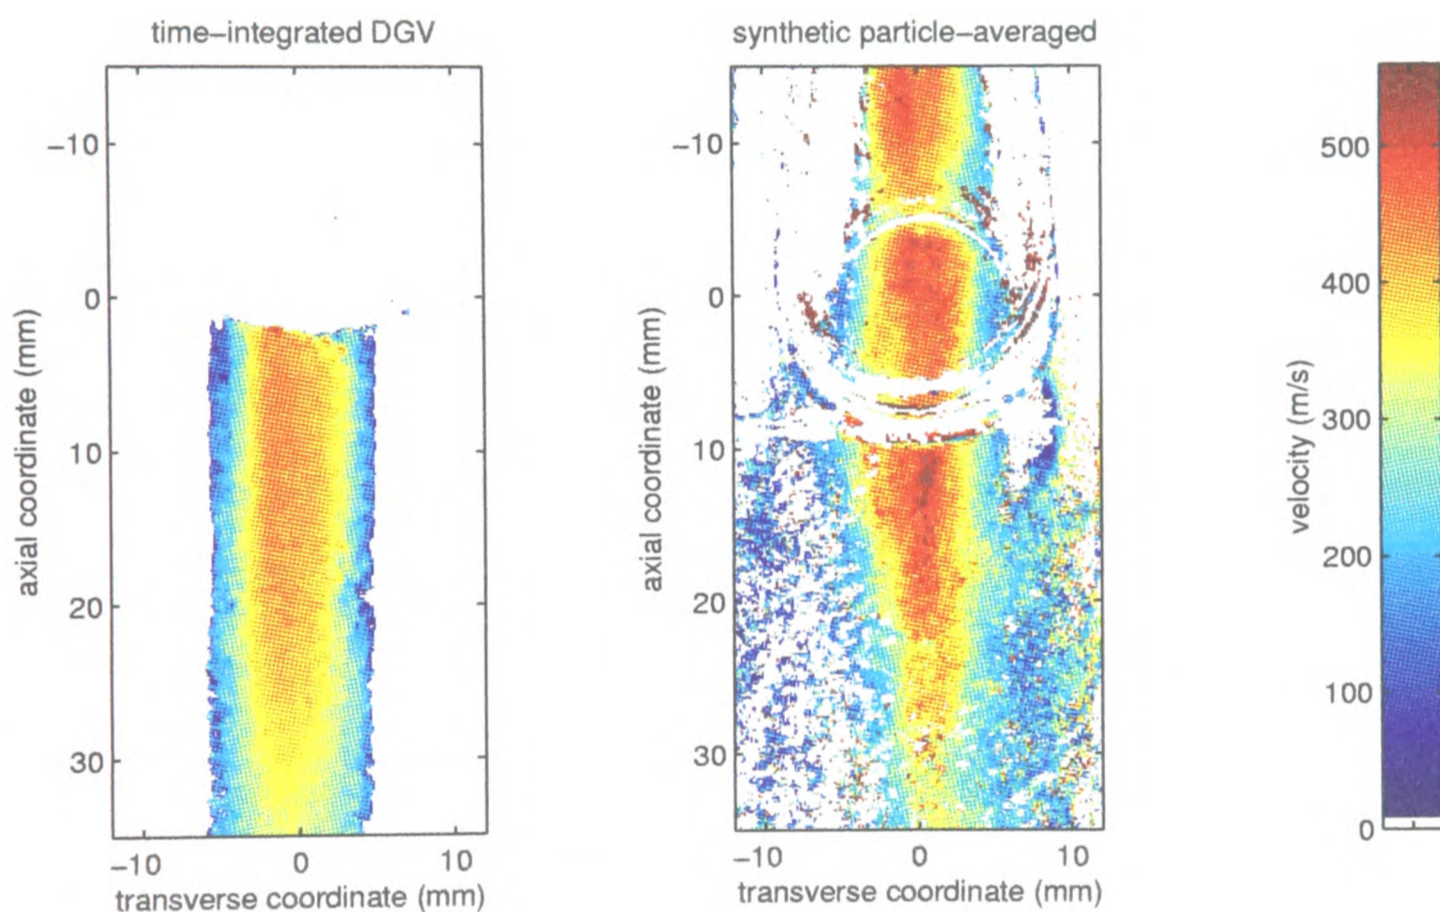 time-integrated DGV
synthetic particle-averaged
-10
0
10
20
30
axial coordinate (mm)
-10 0 10
transverse coordinate (mm)
-10
0
10
20
30
axial coordinate (mm)
-10 0 10
transverse coordinate (mm)
500
400
300
200
100
0
velocity (m/s)